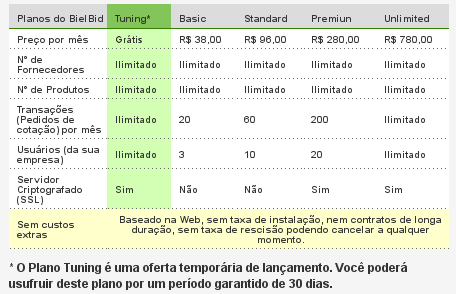 Planos do BielBid Tuning* Basic Standard Premiun Unlimited
Preço por mês Grátis R$ 38,00 R$ 96,00 R$ 280,00 R$ 780,00
N° de
Fornecedores Ilimitado Ilimitado Ilimitado Ilimitado Ilimitado
N° de Produtos Ilimitado Ilimitado Ilimitado Ilimitado Ilimitado
Transações
(Pedidos de
cotação) por mês Ilimitado 20 60 200 Ilimitado
Usuários (da sua
empresa) Ilimitado 3 10 20 Ilimitado
Servidor
Criptografado
(SSL) Sim Não Não Sim Sim
Sem custos
extras
Baseado na Web, sem taxa de instalação, nem contratos de longa
duração, sem taxa de rescisão podendo cancelar a qualquer
momento.
* O Plano Tuning é uma oferta temporária de lançamento. Você poderá
usufruir deste plano por um período garantido de 30 dias.